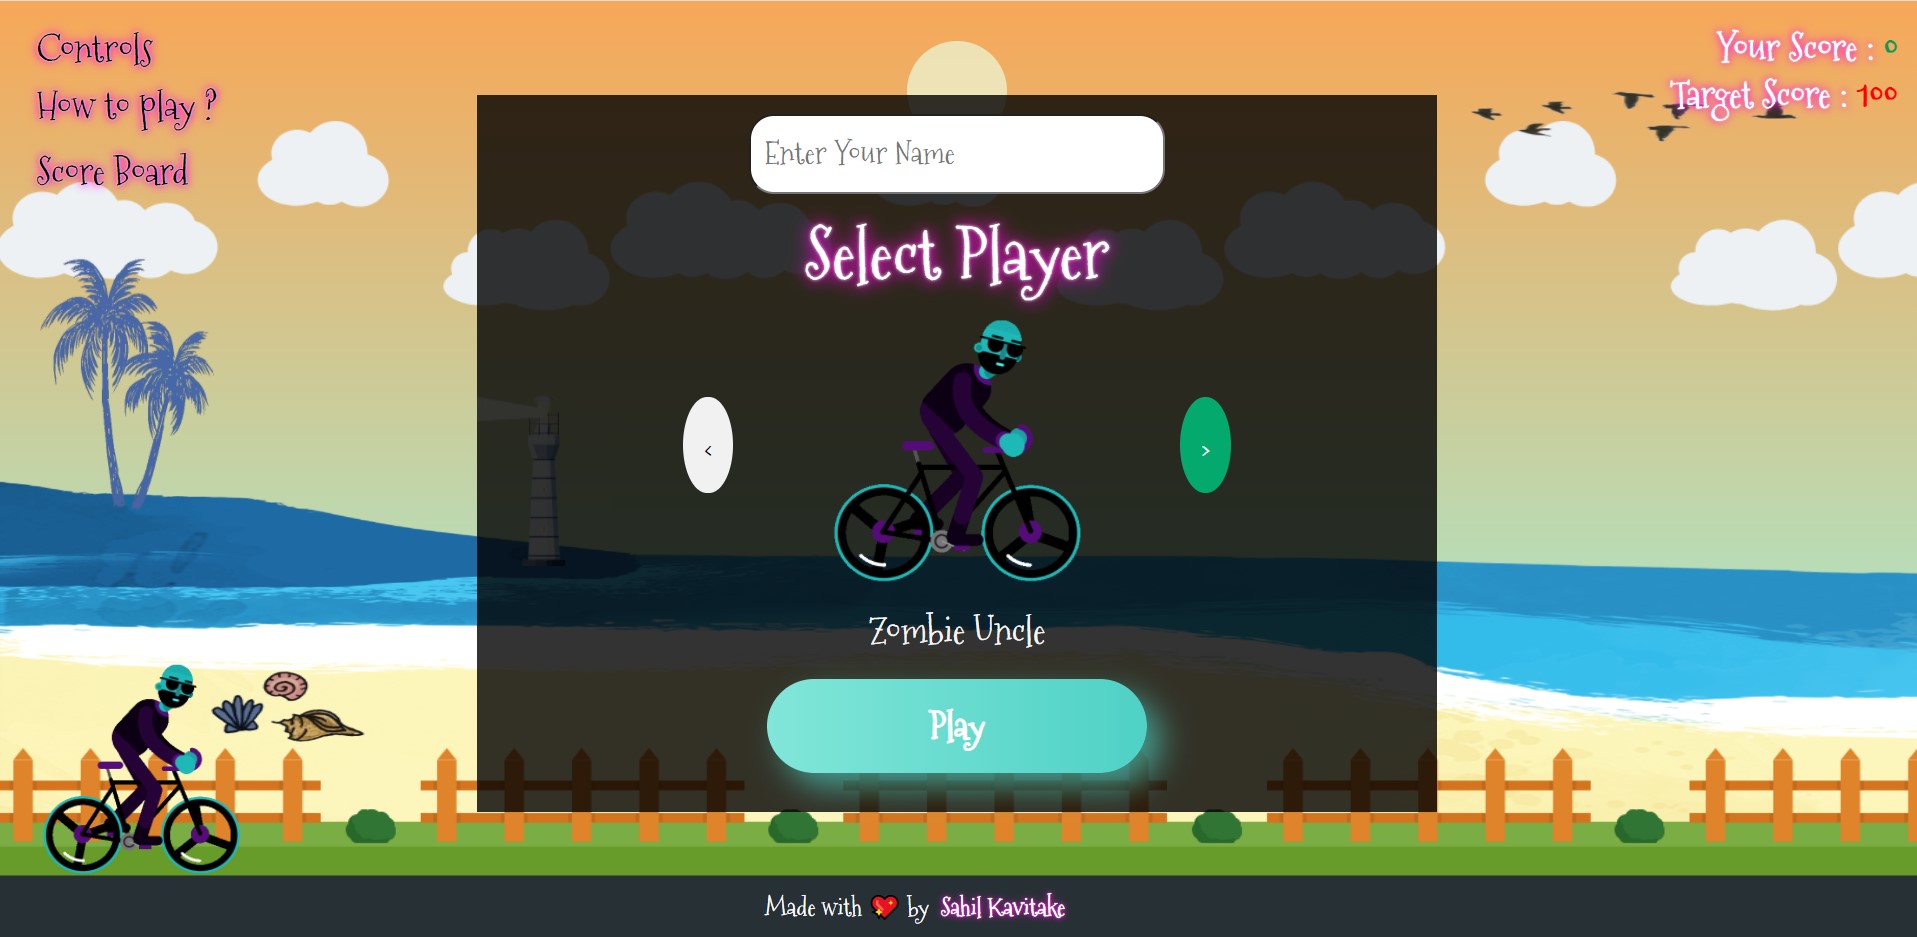 Controls
How to play ?
Score Board
Your Score : 0
Target Score : 100
Enter Your Name
Select Player
<
>
Zombie Uncle
Play
Made with ❤️ by Sahil Kavitake